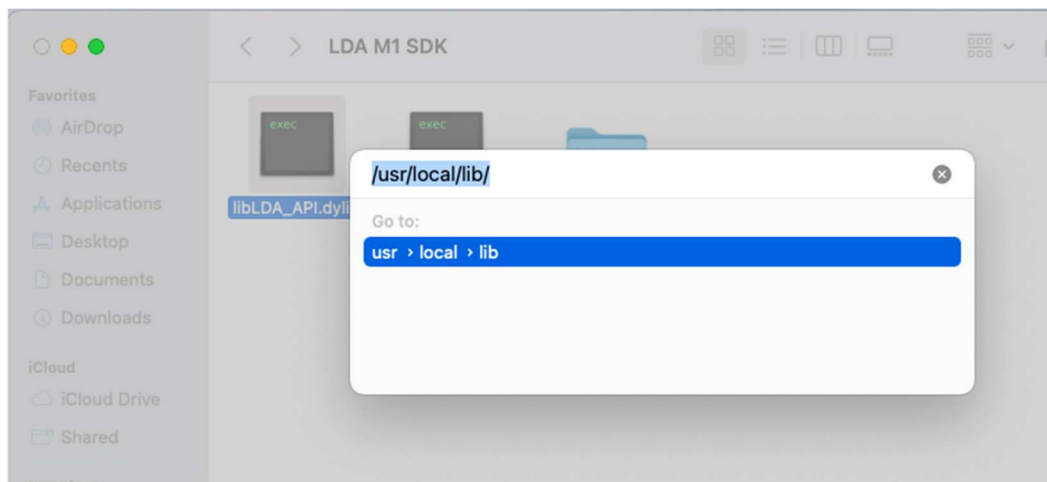 LDA M1 SDK
Favorites
AirDrop
Recents
Applications
Desktop
Documents
Downloads
iCloud
iCloud Drive
Shared
exec
exec
libLDA_API.dyli
/usr/local/lib/
Go to:
usr › local › lib